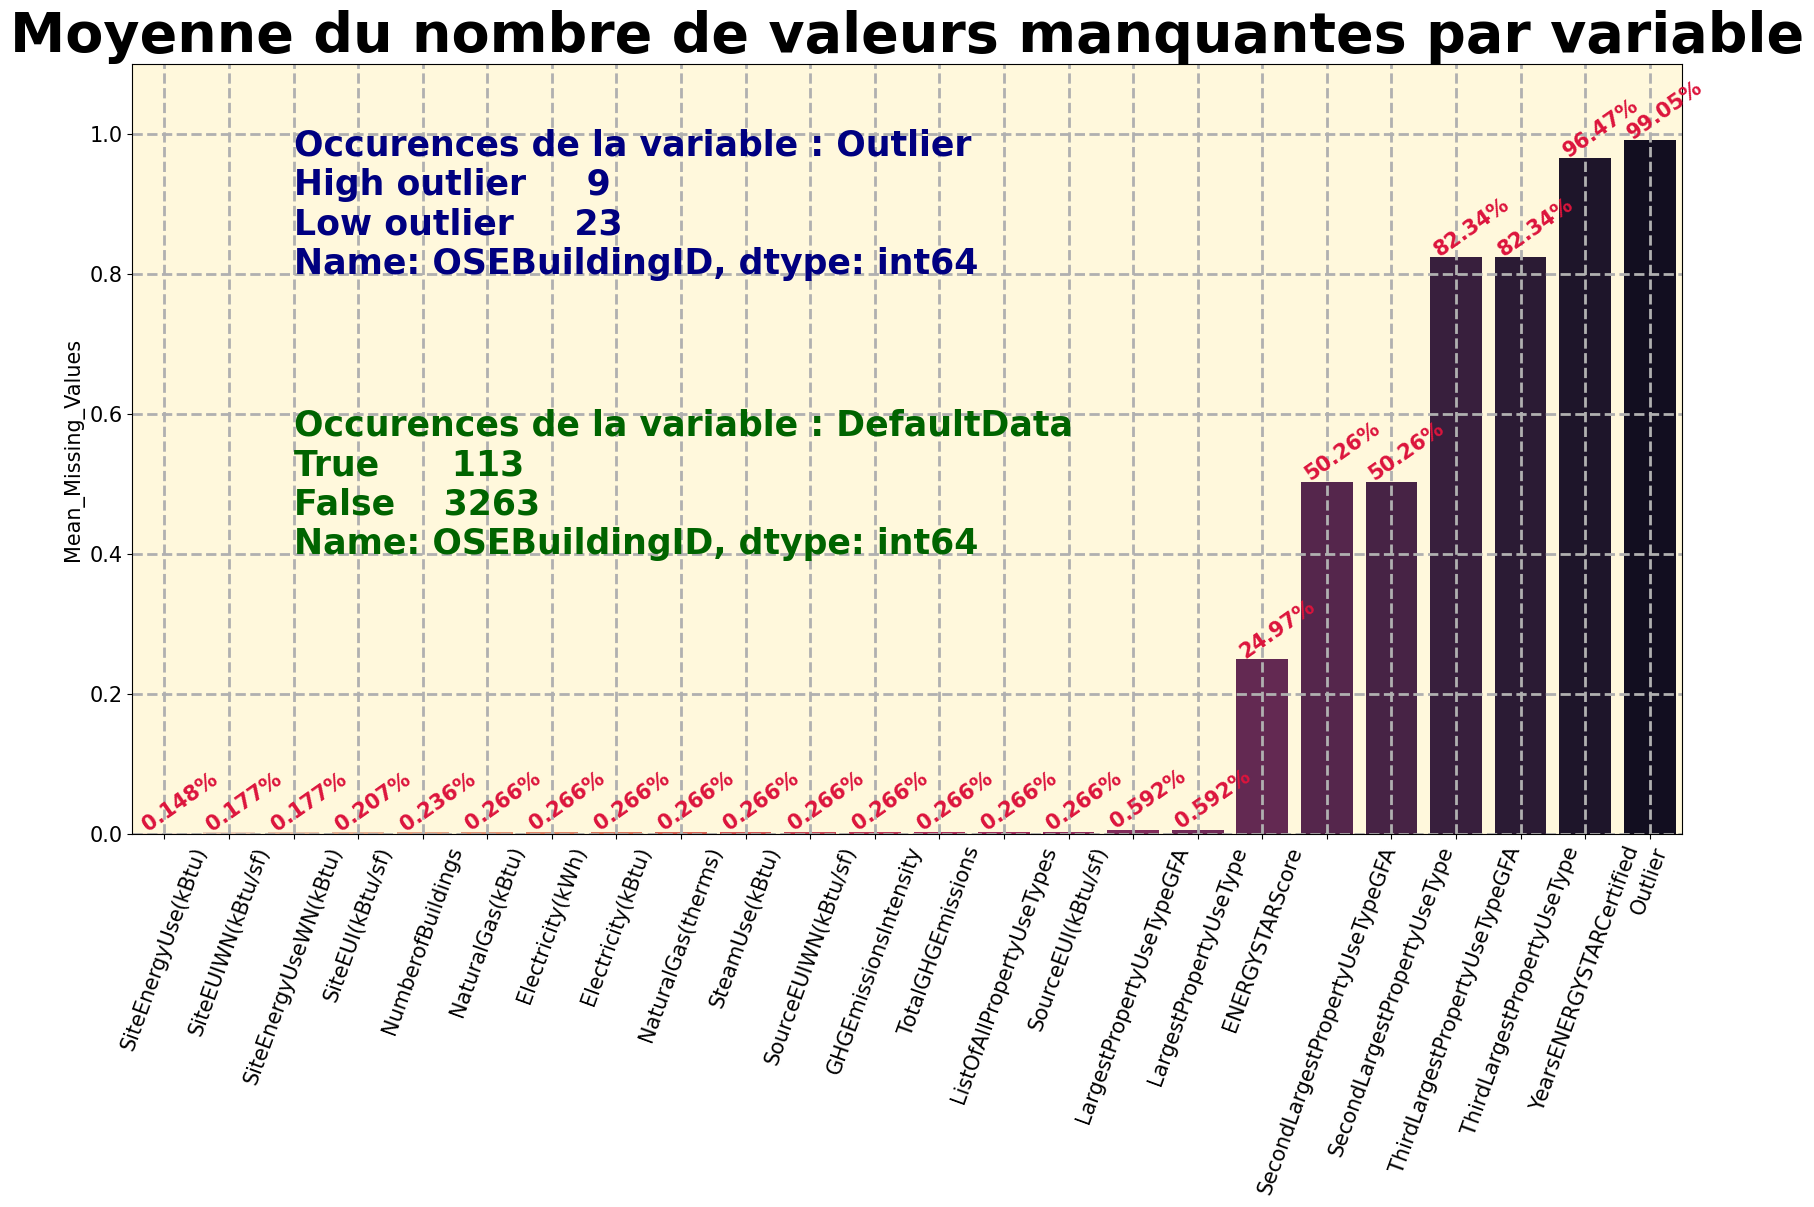 Moyenne du nombre de valeurs manquantes par variable
Mean_Missing_Values
1.0
0.8
0.6
0.4
0.2
0.0
Occurences de la variable : Outlier
High outlier 9
Low outlier 23
Name: OSEBuildingID, dtype: int64
Occurences de la variable : DefaultData
True 113
False 3263
Name: OSEBuildingID, dtype: int64
0.148%
0.177%
0.177%
0.207%
0.236%
0.266%
0.266%
0.266%
0.266%
0.266%
0.266%
0.266%
0.266%
0.266%
0.266%
0.592%
0.592%
24.97%
50.26%
50.26%
82.34%
82.34%
96.47%
99.05%
SiteEnergyUse(kBtu)
SiteEUIWN(kBtu/sf)
SiteEnergyUseWN(kBtu)
SiteEUI(kBtu/sf)
NumberofBuildings
NaturalGas(kBtu)
Electricity(kWh)
Electricity(kBtu)
NaturalGas(therms)
SteamUse(kBtu)
SourceEUIWN(kBtu/sf)
GHGEmissionsIntensity
TotalGHGEmissions
ListOfAllPropertyUseTypes
SourceEUI(kBtu/sf)
LargestPropertyUseTypeGFA
LargestPropertyUseType
ENERGYSTARScore
SecondLargestPropertyUseTypeGFA
SecondLargestPropertyUseType
ThirdLargestPropertyUseTypeGFA
ThirdLargestPropertyUseType
YearsENERGYSTARCertified
Outlier